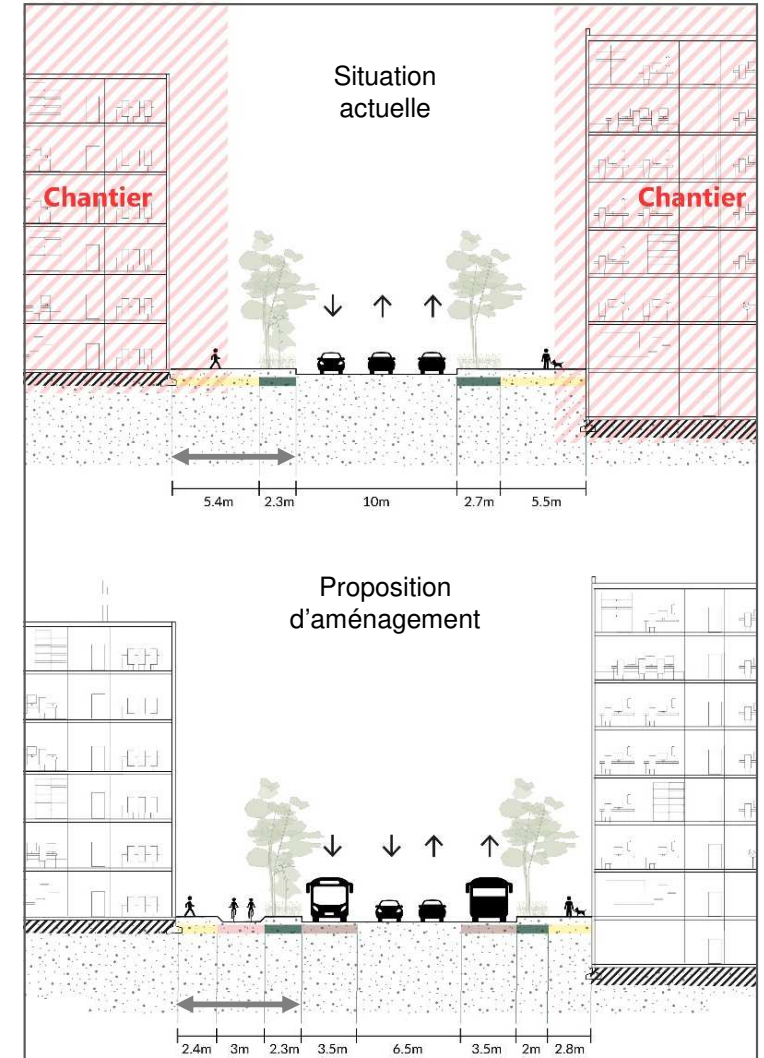 Situation
actuelle
Chantier
Chantier
5.4m 2.3m 10m 2.7m 5.5m
Proposition
d'aménagement
2.4m 3m 2.3m 3.5m 6.5m 3.5m 2m 2.8m